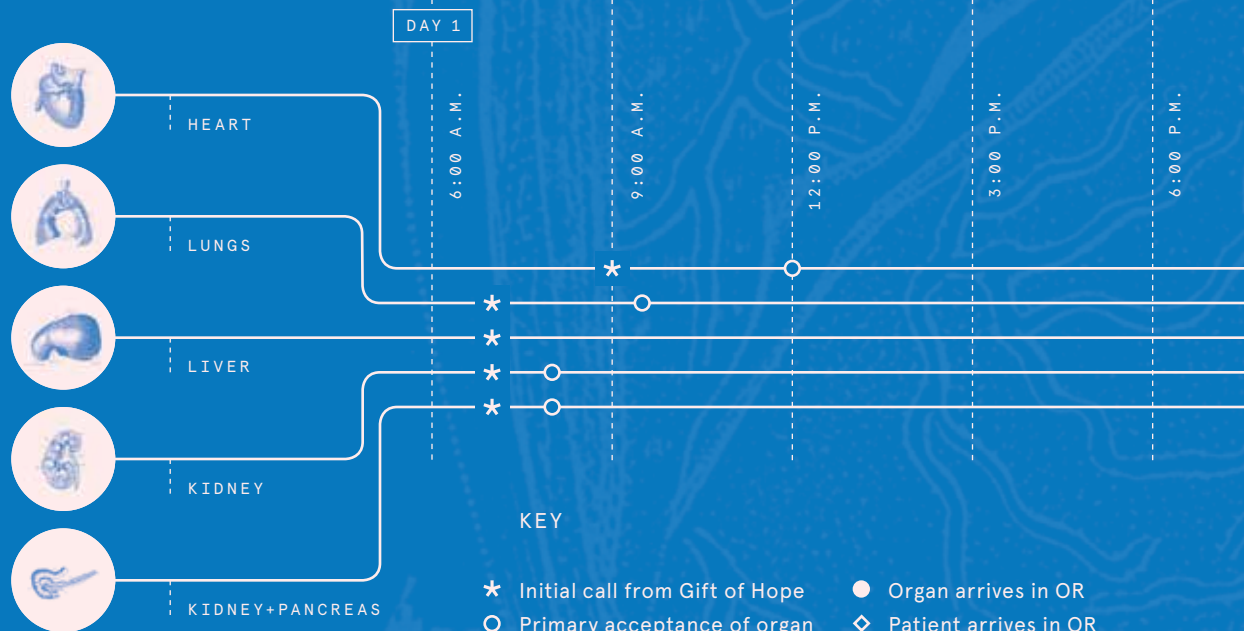 DAY 1
HEART
6:00 A.M.
9:00 A.M.
12:00 P.M.
3:00 P.M.
6:00 P.M.
LUNGS
LIVER
KIDNEY
KIDNEY+PANCREAS
KEY
Initial call from Gift of Hope
Primary acceptance of organ
Organ arrives in OR
Patient arrives in OR